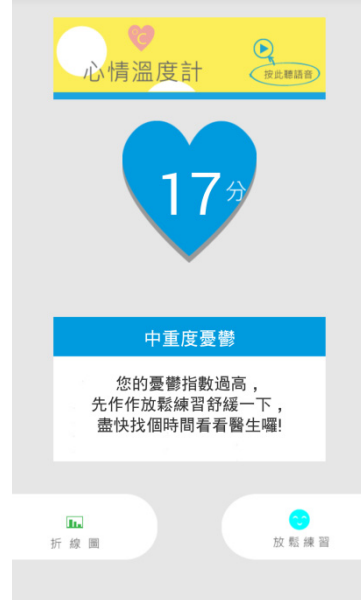 °C
心情溫度計
按此聽語音
17分
中重度憂鬱
您的憂鬱指數過高，
先作作放鬆練習舒緩一下，
盡快找個時間看看醫生囉!
折線圖
放鬆練習